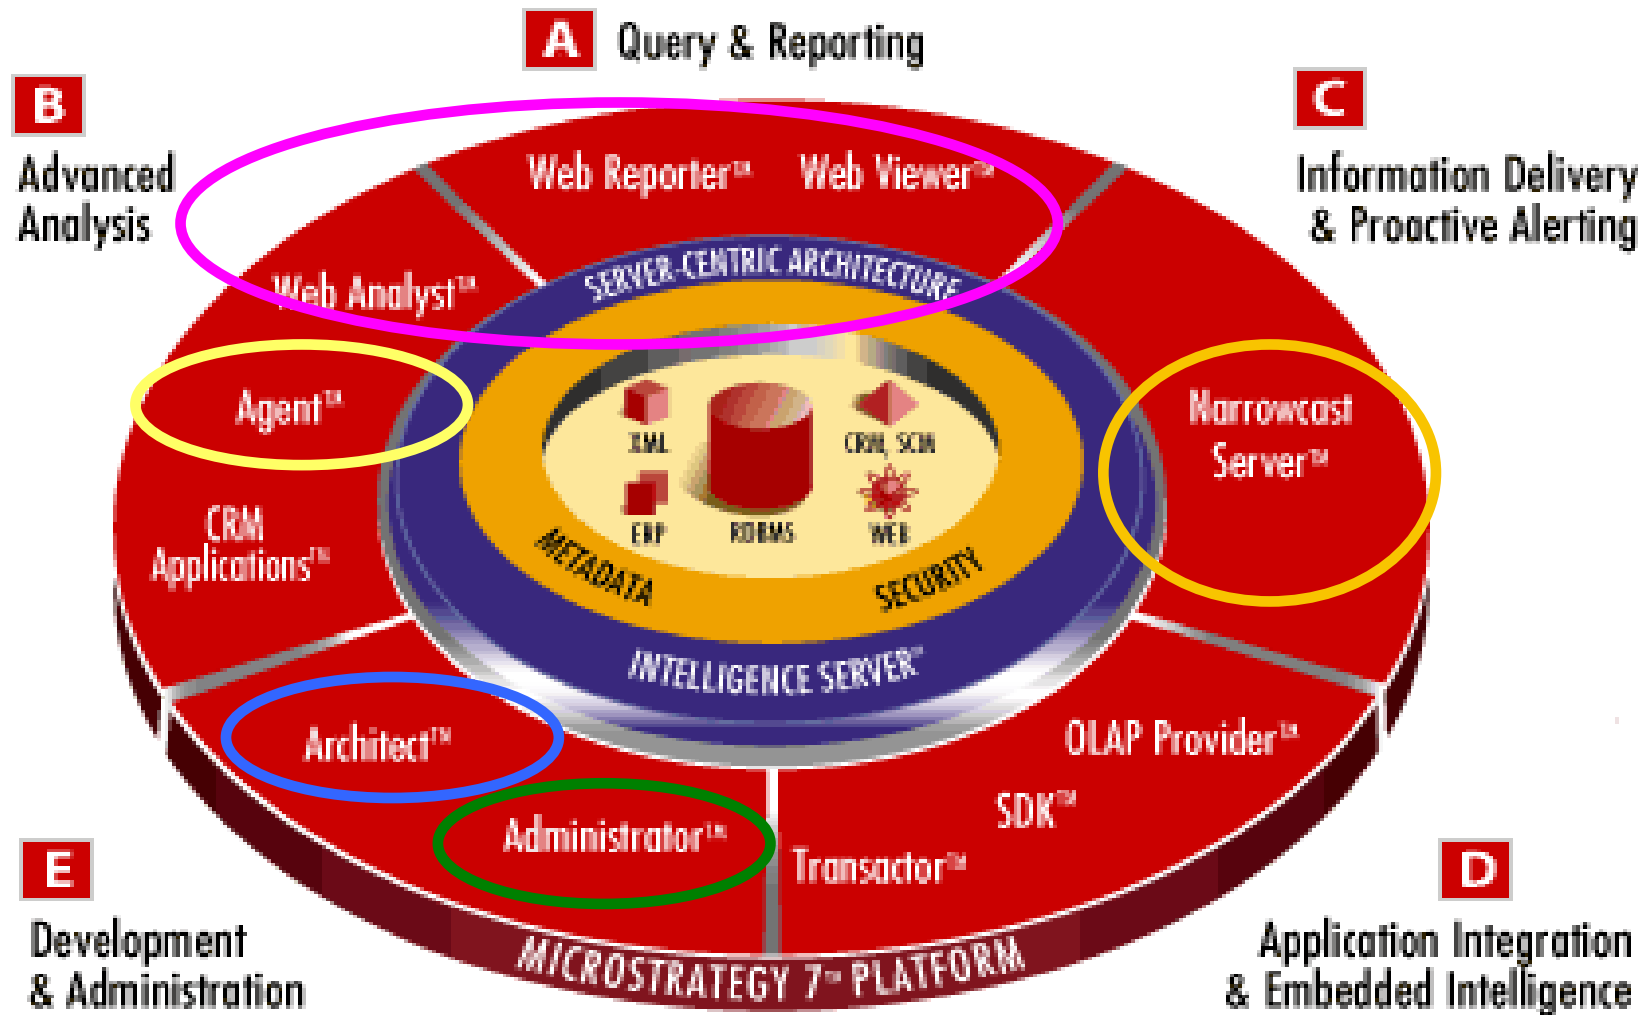 A Query & Reporting
B
Advanced
Analysis
C
Information Delivery
& Proactive Alerting
Web Reporter™ Web Viewer™
SERVER-CENTRIC ARCHITECTURE
Web Analyst™
Agent™
CRM
Applications™
Narrowcast
Server™
XML
CRM, SCM
ERP
RDBMS
WEB
METADATA
SECURITY
INTELLIGENCE SERVER™
Architect™
Administrator™
OLAP Provider™
SDK™
Transactor™
MICROSTRATEGY 7™ PLATFORM
E
Development
& Administration
D
Application Integration
& Embedded Intelligence